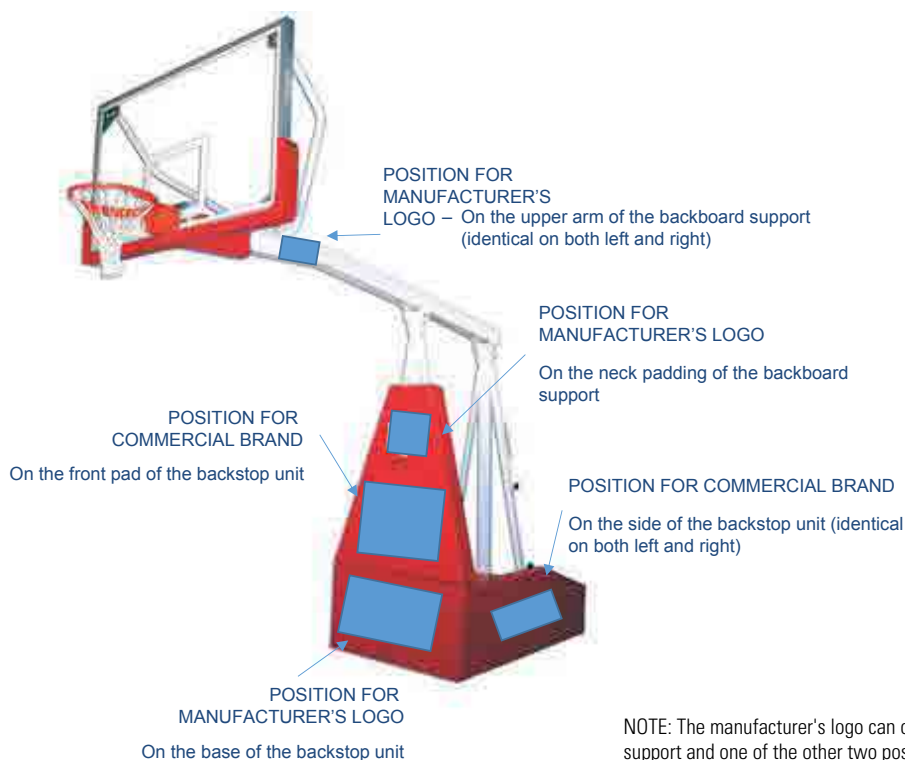 POSITION FOR
MANUFACTURER'S
LOGO – On the upper arm of the backboard support
(identical on both left and right)
POSITION FOR
MANUFACTURER'S LOGO
On the neck padding of the backboard
support
POSITION FOR
COMMERCIAL BRAND
On the front pad of the backstop unit
POSITION FOR COMMERCIAL BRAND
On the side of the backstop unit (identical
on both left and right)
POSITION FOR
MANUFACTURER'S LOGO
On the base of the backstop unit
NOTE: The manufacturer's logo can
support and one of the other two